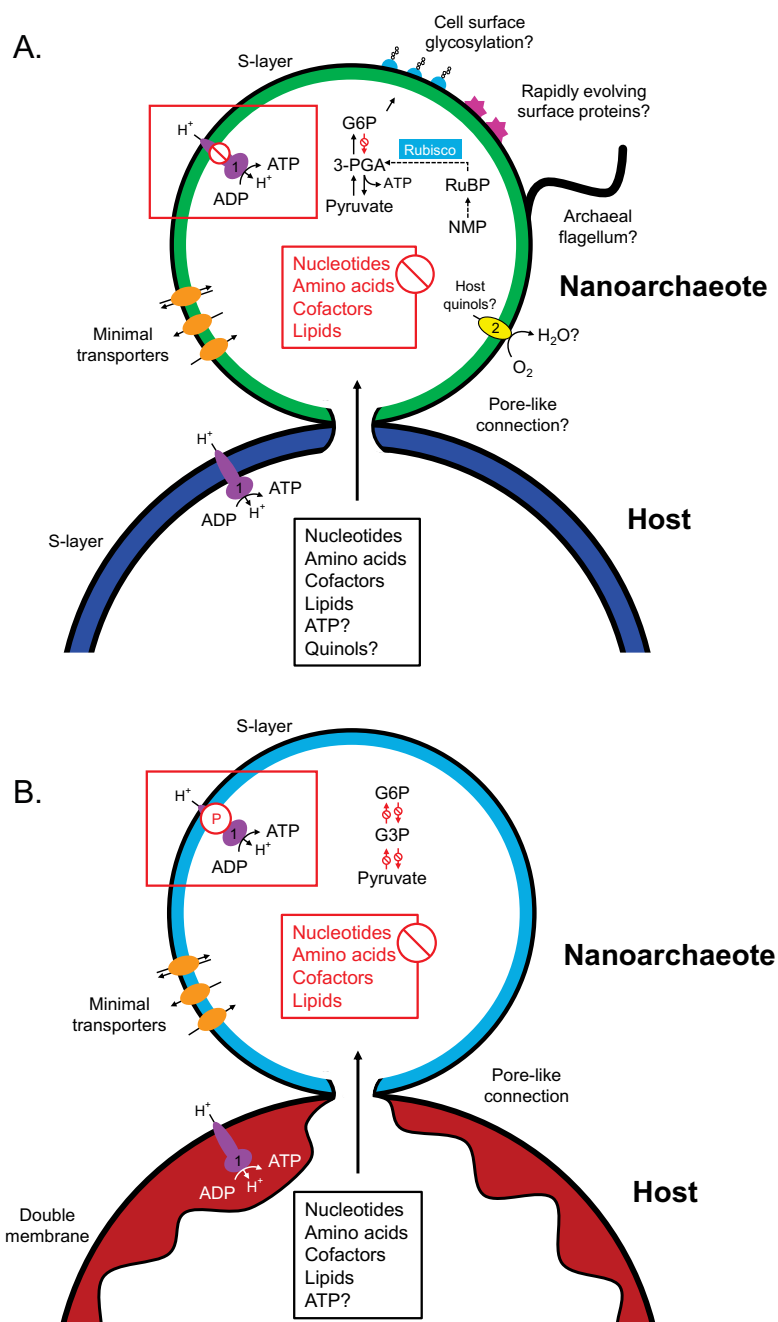 A.
Cell surface
glycosylation?
S-layer
Rapidly evolving
surface proteins?
H+
1
ATP
H+
ADP
G6P
3-PGA
ATP
Pyruvate
Rubisco
RuBP
NMP
Archaeal
flagellum?
Nucleotides
Amino acids
Cofactors
Lipids
Nanoarchaeote
Host
quinols?
2
H2O?
O2
Minimal
transporters
Pore-like
connection?
H+
1
ATP
H+
ADP
S-layer
Host
Nucleotides
Amino acids
Cofactors
Lipids
ATP?
Quinols?
B.
S-layer
H+
P
1
ATP
H+
ADP
G6P
G3P
Pyruvate
Nucleotides
Amino acids
Cofactors
Lipids
Nanoarchaeote
Minimal
transporters
Pore-like
connection
H+
1
ATP
H+
ADP
Double
membrane
Host
Nucleotides
Amino acids
Cofactors
Lipids
ATP?